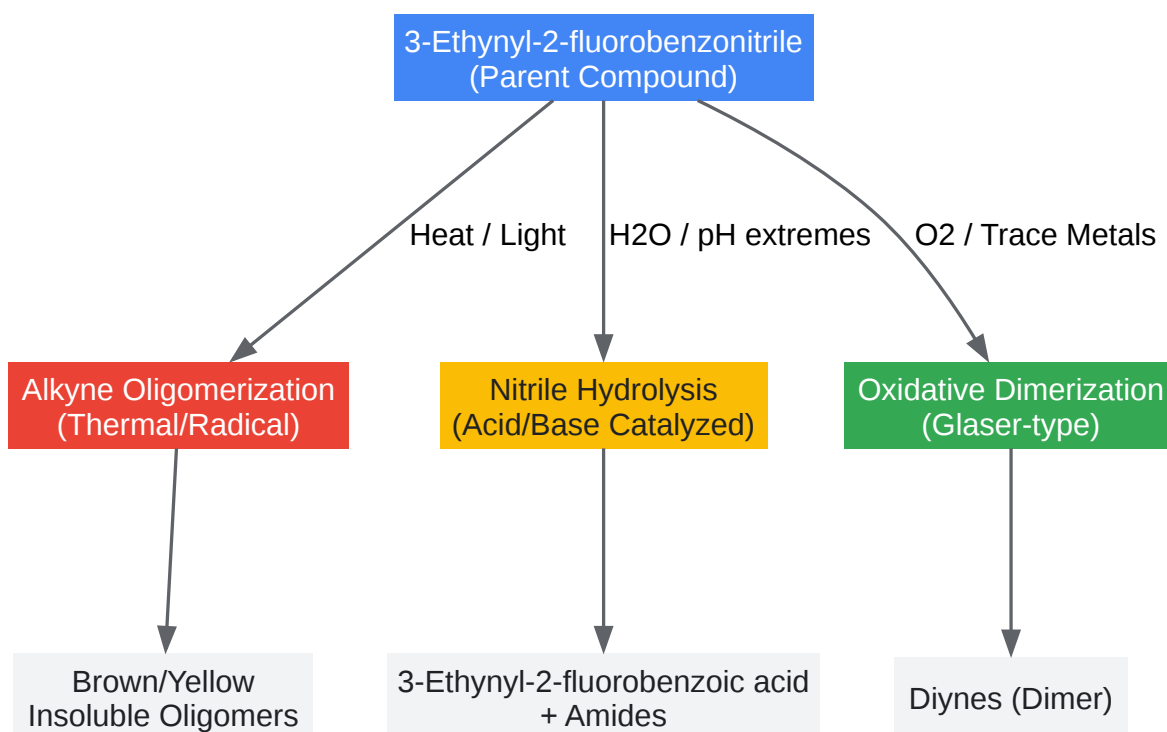 3-Ethynyl-2-fluorobenzonitrile
(Parent Compound)
Heat / Light
H2O / pH extremes
O2 / Trace Metals
Alkyne Oligomerization
(Thermal/Radical)
Nitrile Hydrolysis
(Acid/Base Catalyzed)
Oxidative Dimerization
(Glaser-type)
Brown/Yellow
Insoluble Oligomers
3-Ethynyl-2-fluorobenzoic acid
+ Amides
Diynes (Dimer)